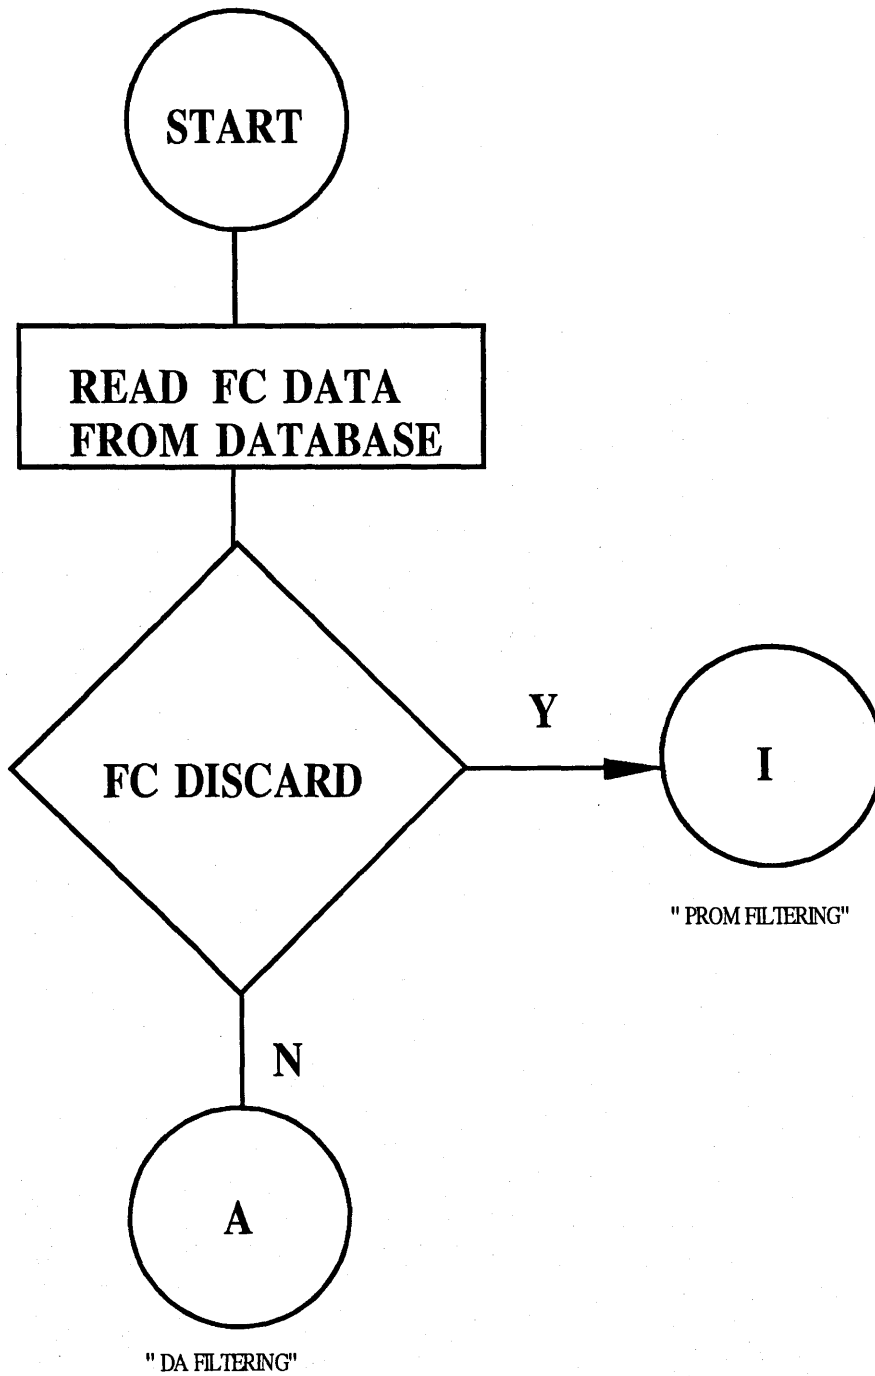 START
READ FC DATA
FROM DATABASE
Y
FC DISCARD
I
" PROM FILTERING"
N
A
" DA FILTERING"